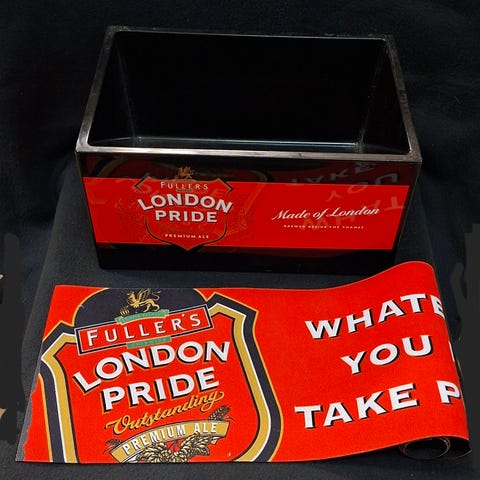 FULLER'S
LONDON
PRIDE
PREMIUM ALE
Made of London
BREWED BESIDE THE THAMES
FULLER'S
LONDON
PRIDE
Outstanding
PREMIUM ALE
WHATE
YOU
TAKE P